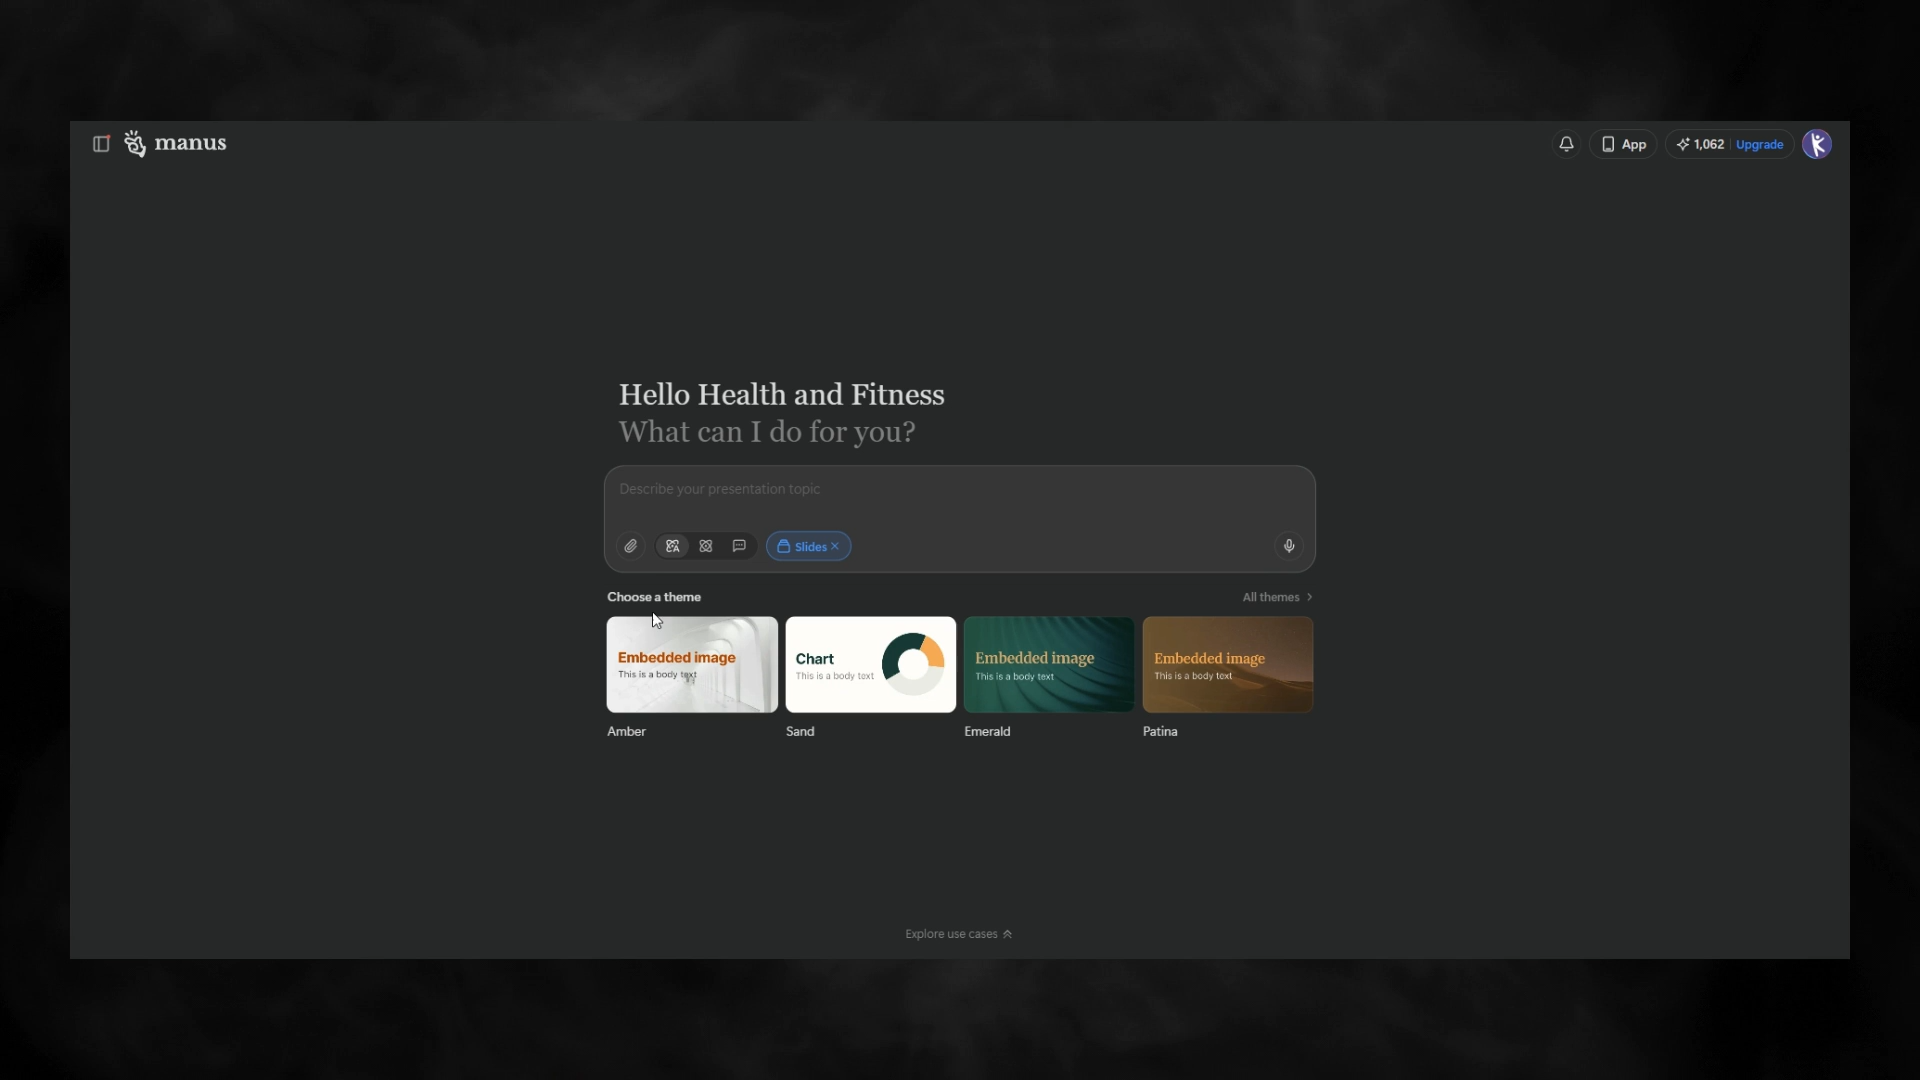 manus
App
1,062 Upgrade
Hello Health and Fitness
What can I do for you?
Describe your presentation topic
Slides
Choose a theme
All themes
Embedded image
This is a body text
Chart
This is a body text
Embedded image
This is a body text
Embedded image
This is a body text
Amber
Sand
Emerald
Patina
Explore use cases